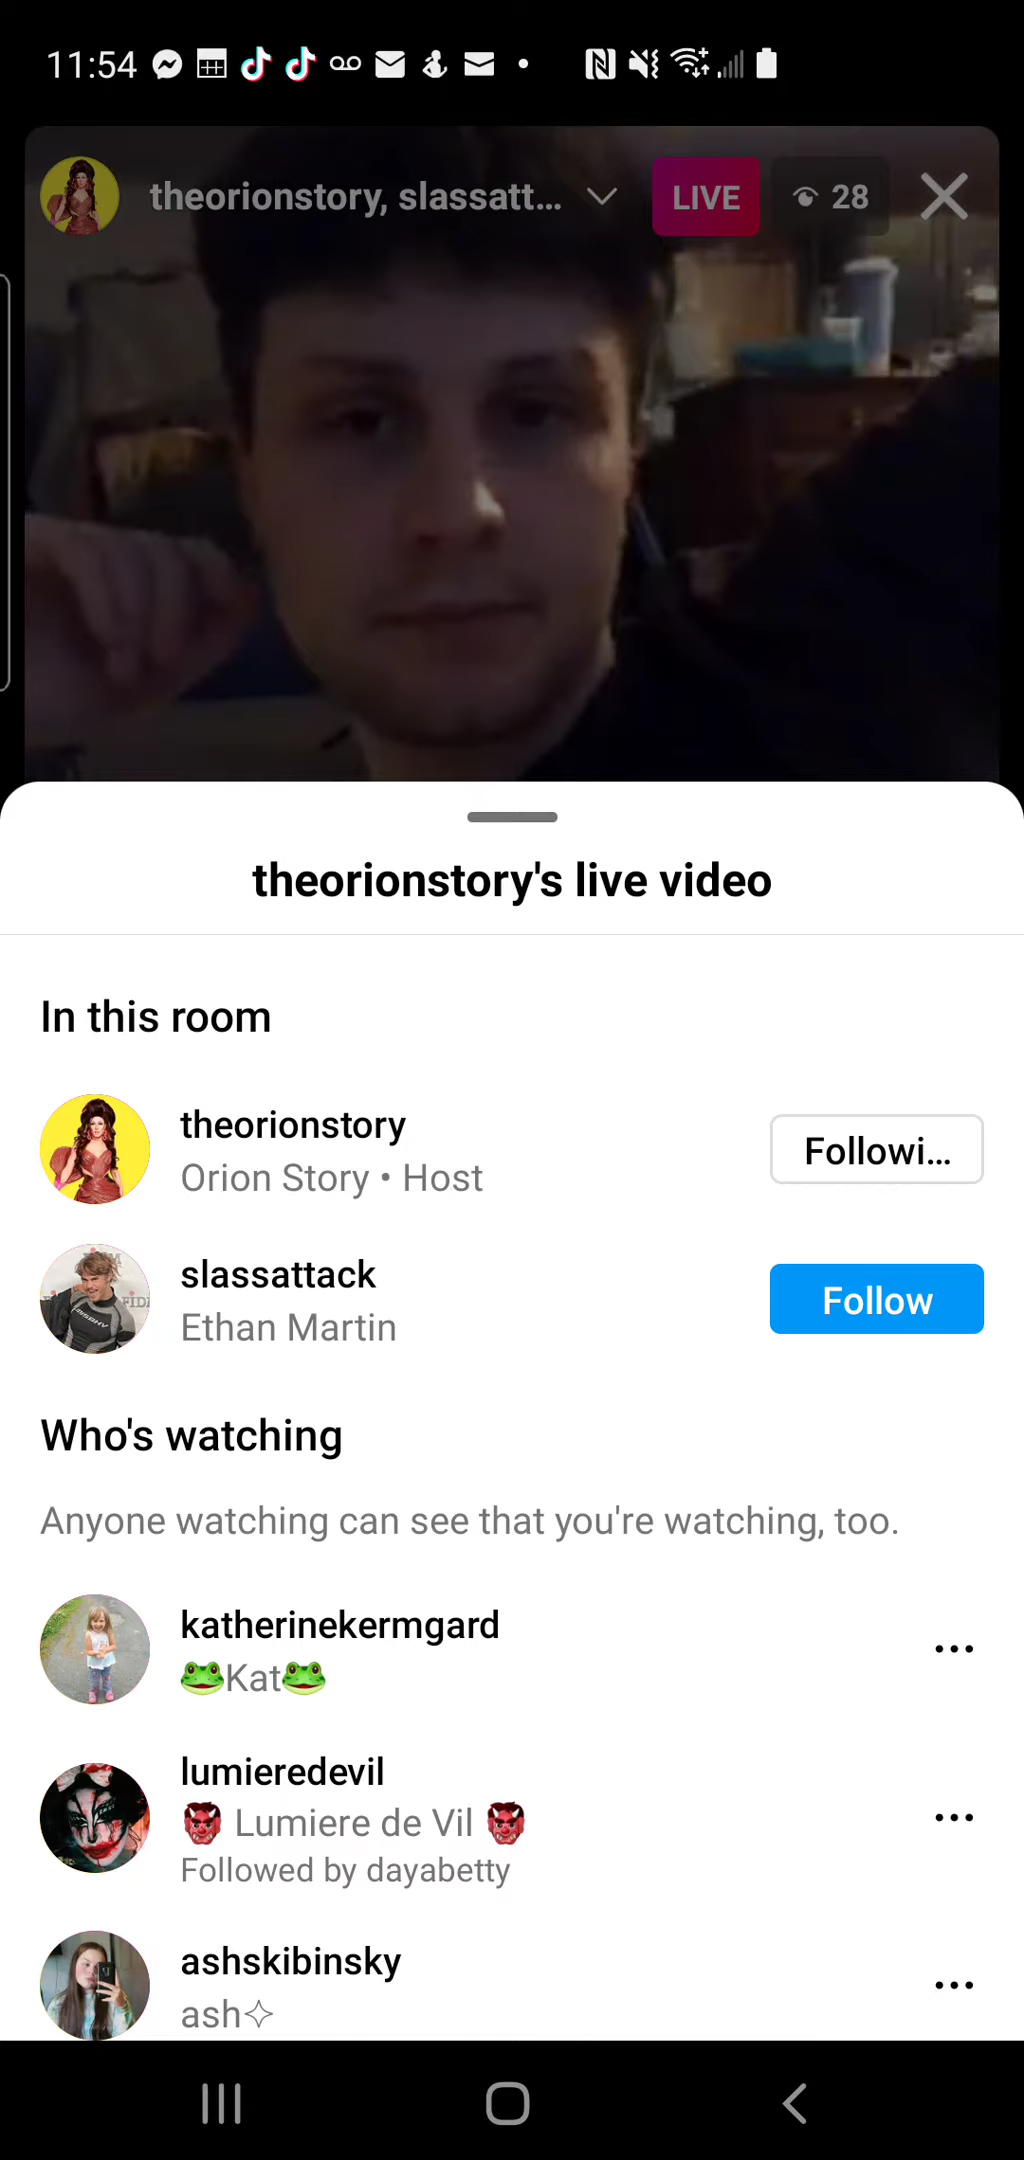 11:54
theorionstory, slassatt...
LIVE
28
theorionstory's live video
In this room
theorionstory
Orion Story • Host
Followi...
slassattack
Ethan Martin
Follow
Who's watching
Anyone watching can see that you're watching, too.
katherinekermgard
🐸Kat🐸
lumieredevil
👹 Lumiere de Vil 👹
Followed by dayabetty
ashskibinsky
ash✧